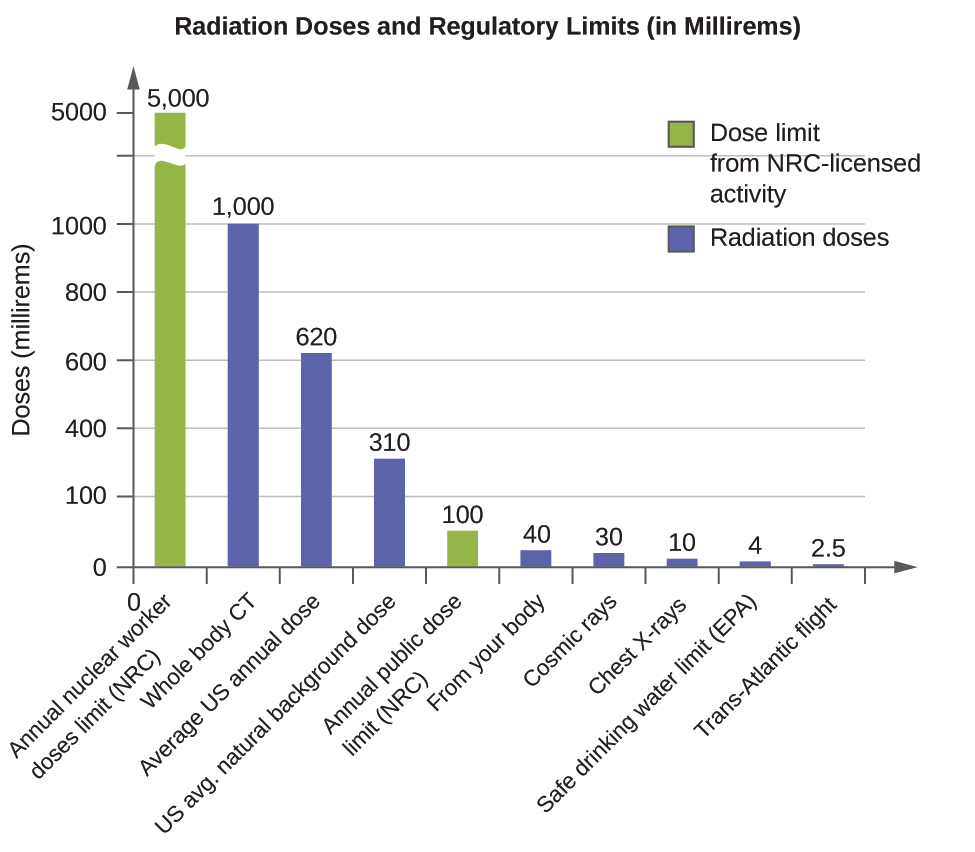 Radiation Doses and Regulatory Limits (in Millirems)
Doses (millirems)
5000
1000
800
600
400
100
0
0
5,000
1,000
620
310
100
40
30
10
4
2.5
Dose limit
from NRC-licensed
activity
Radiation doses
Annual nuclear worker
doses limit (NRC)
Whole body CT
Average US annual dose
US avg. natural background dose
Annual public dose
limit (NRC)
From your body
Cosmic rays
Chest X-rays
Safe drinking water limit (EPA)
Trans-Atlantic flight